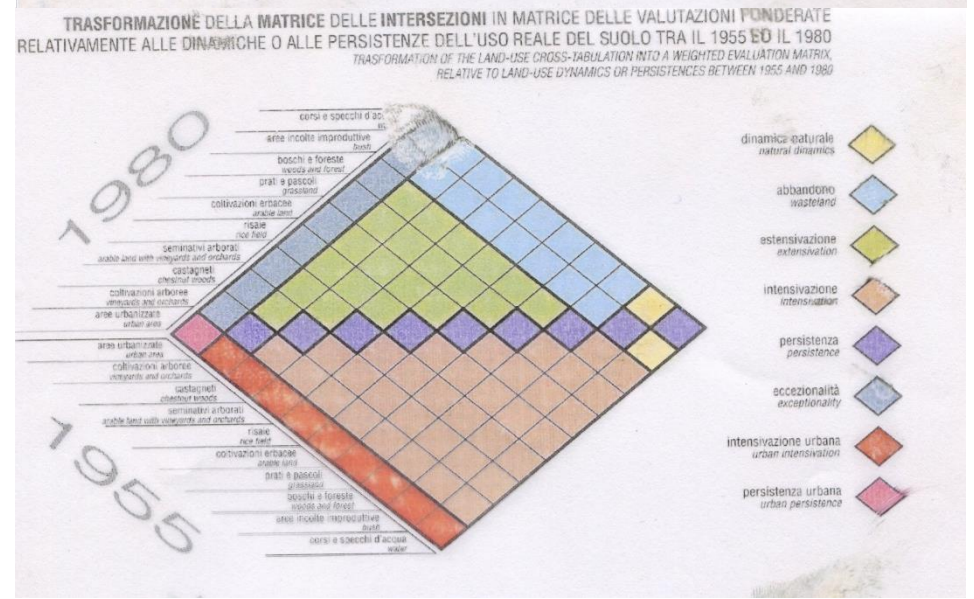 TRASFORMAZIONE DELLA MATRICE DELLE INTERSEZIONI IN MATRICE DELLE VALUTAZIONI PONDERATE
RELATIVAMENTE ALLE DINAMICHE O ALLE PERSISTENZE DELL'USO REALE DEL SUOLO TRA IL 1955 ED IL 1980
TRASFORMATION OF THE LAND-USE CROSS-TABULATION INTO A WEIGHTED EVALUATION MATRIX,
RELATIVE TO LAND-USE DYNAMICS OR PERSISTENCES BETWEEN 1955 AND 1980
1980
corsi e specchi d'ac
aree incolte improduttive
bush
boschi e foreste
woods and forest
prati e pascoli
grassland
coltivazioni erbacee
arable land
risaie
rice field
seminativi arborati
arable land with vineyards and orchards
castagneti
chestnut woods
coltivazioni arboree
vineyards and orchards
aree urbanizzate
urban area
1955
aree urbanizzate
urban area
coltivazioni arboree
vineyards and orchards
castagneti
chestnut woods
seminativi arborati
arable land with vineyards and orchards
risaie
rice field
coltivazioni erbacee
arable land
prati e pascoli
grassland
boschi e foreste
woods and forest
aree incolte improduttive
bush
corsi e specchi d'acqua
water
dinamica naturale
natural dinamics
abbandono
wasteland
estensivazione
extensivation
intensivazione
intensivation
persistenza
persistence
eccezionalità
exceptionality
intensivazione urbana
urban intensivation
persistenza urbana
urban persistence